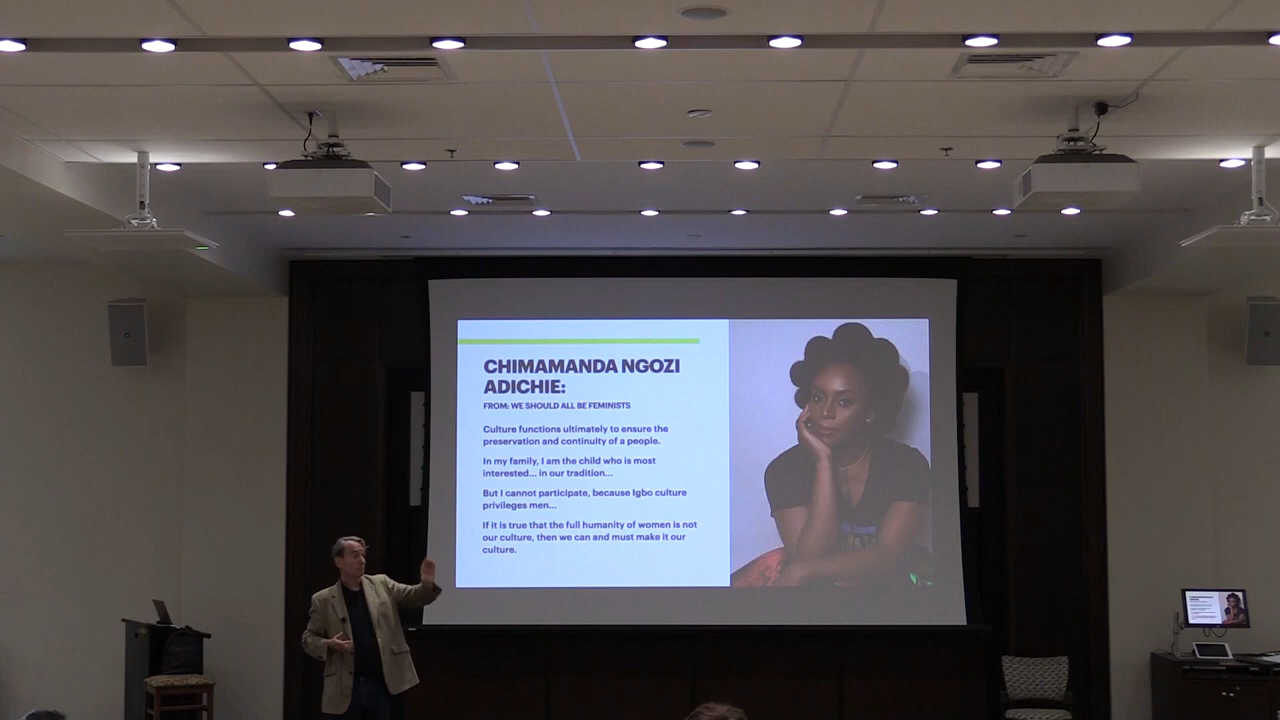 CHIMAMANDA NGOZI
ADICHIE:
FROM: WE SHOULD ALL BE FEMINISTS
Culture functions ultimately to ensure the
preservation and continuity of a people.
In my family, I am the child who is most
interested... in our tradition...
But I cannot participate, because Igbo culture
privileges men...
If it is true that the full humanity of women is not
our culture, then we can and must make it our
culture.